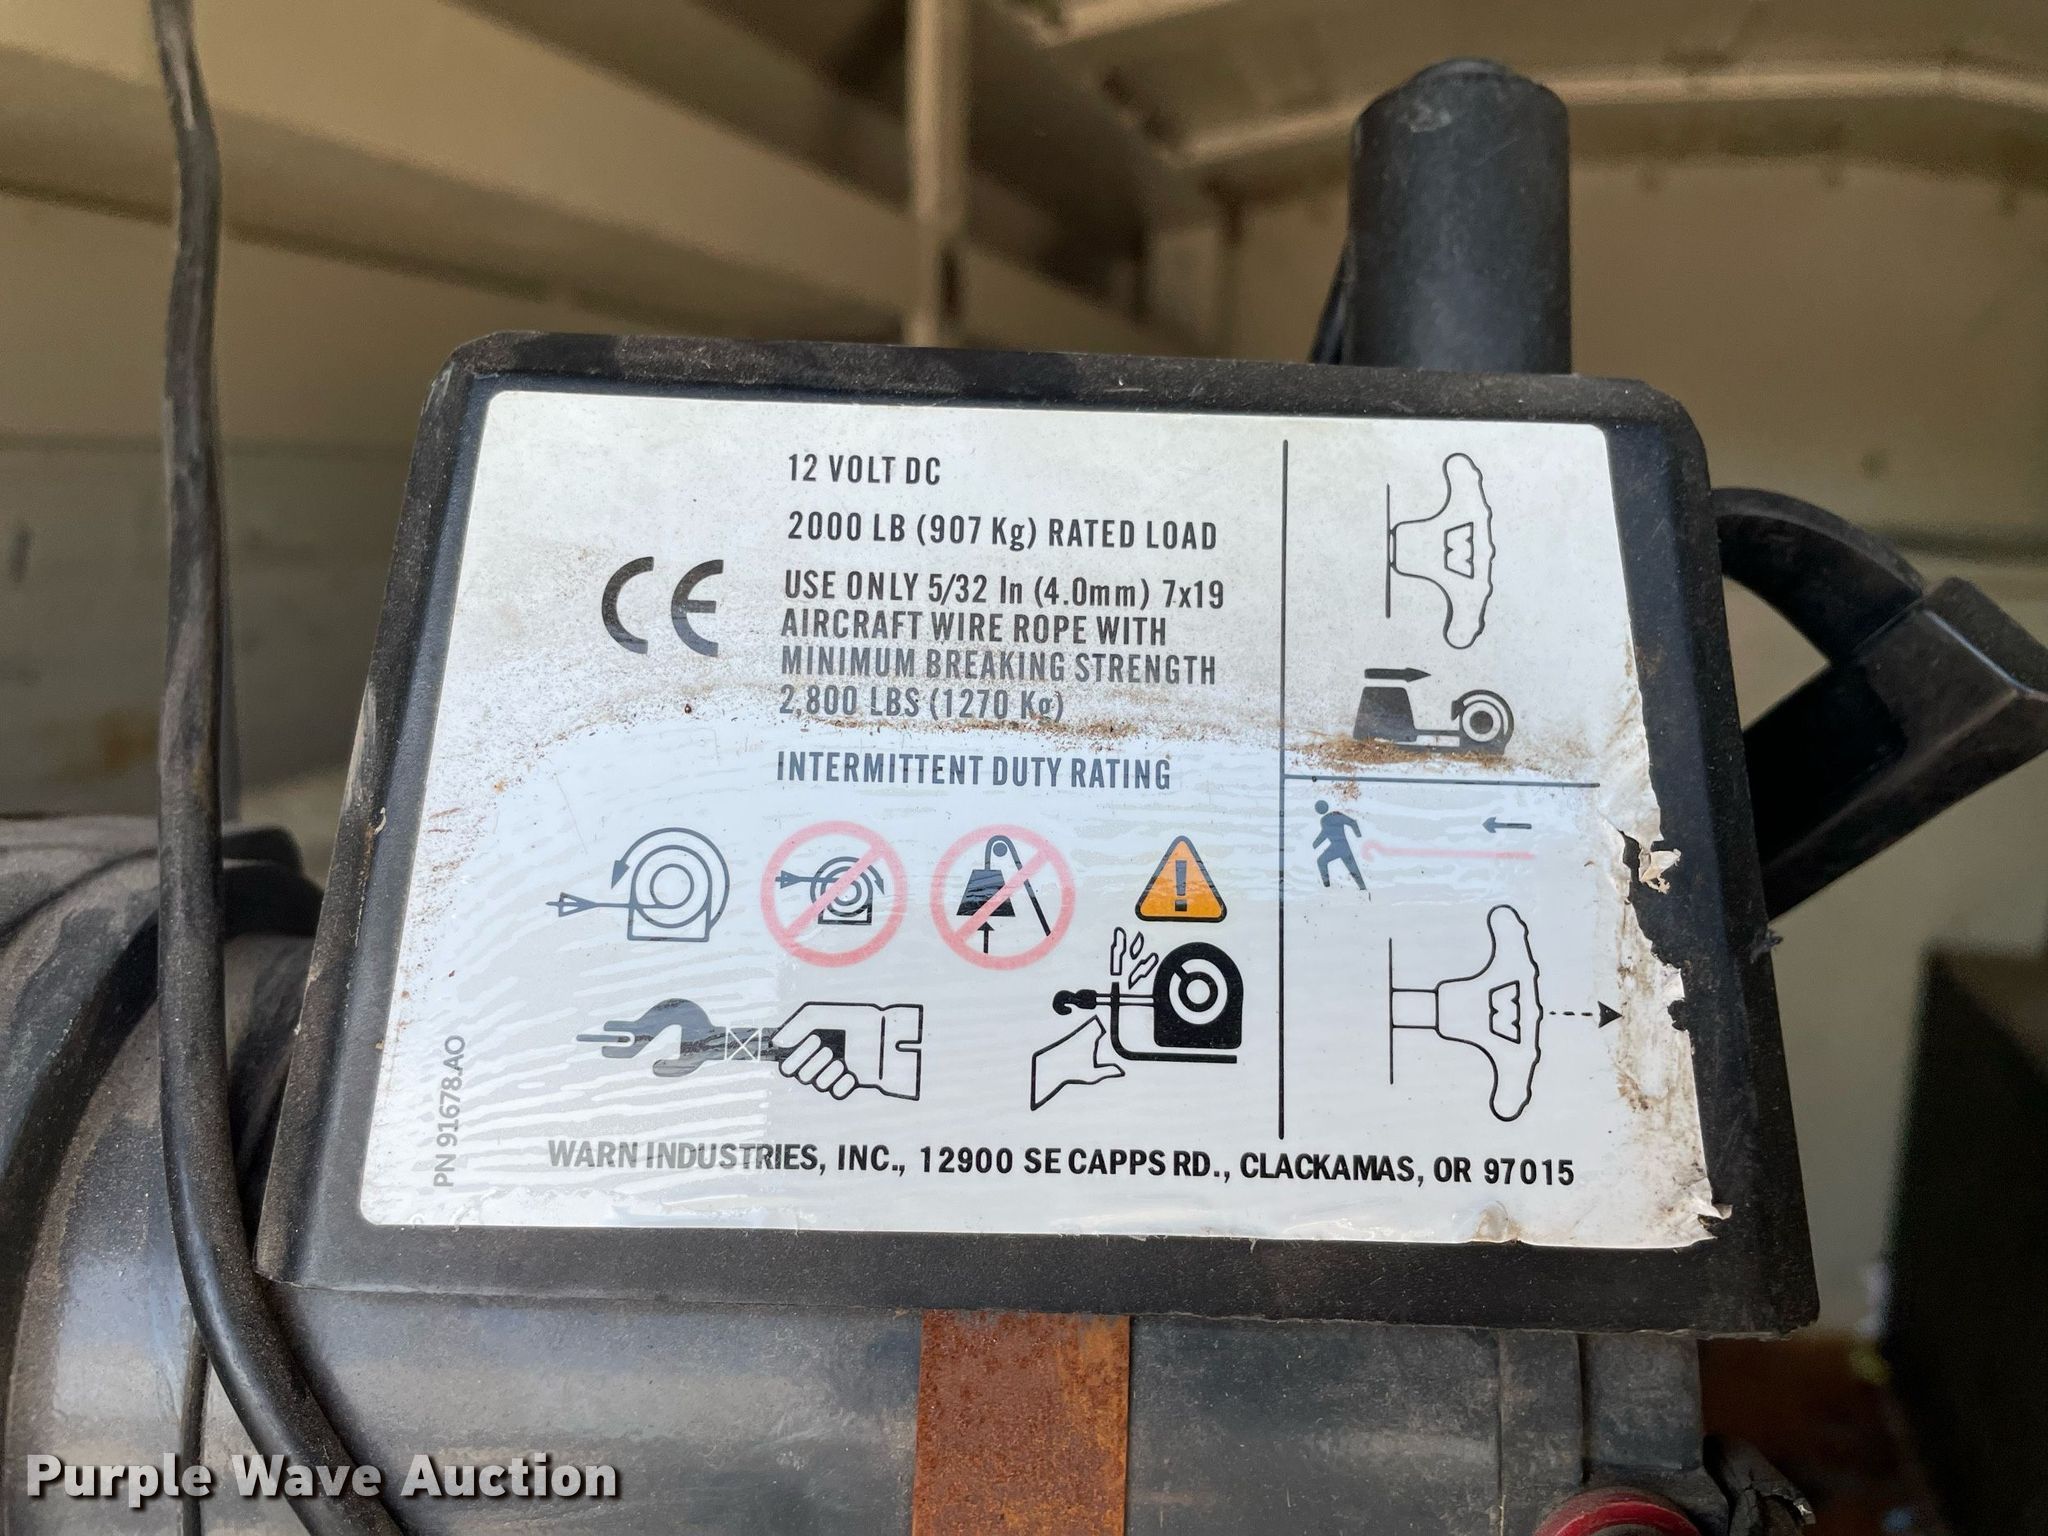 12 VOLT DC
2000 LB (907 Kg) RATED LOAD
CE
USE ONLY 5/32 In (4.0mm) 7x19
AIRCRAFT WIRE ROPE WITH
MINIMUM BREAKING STRENGTH
2,800 LBS (1270 Kg)
INTERMITTENT DUTY RATING
PN 91678.AO
WARN INDUSTRIES, INC., 12900 SE CAPPS RD., CLACKAMAS, OR 97015
Purple Wave Auction